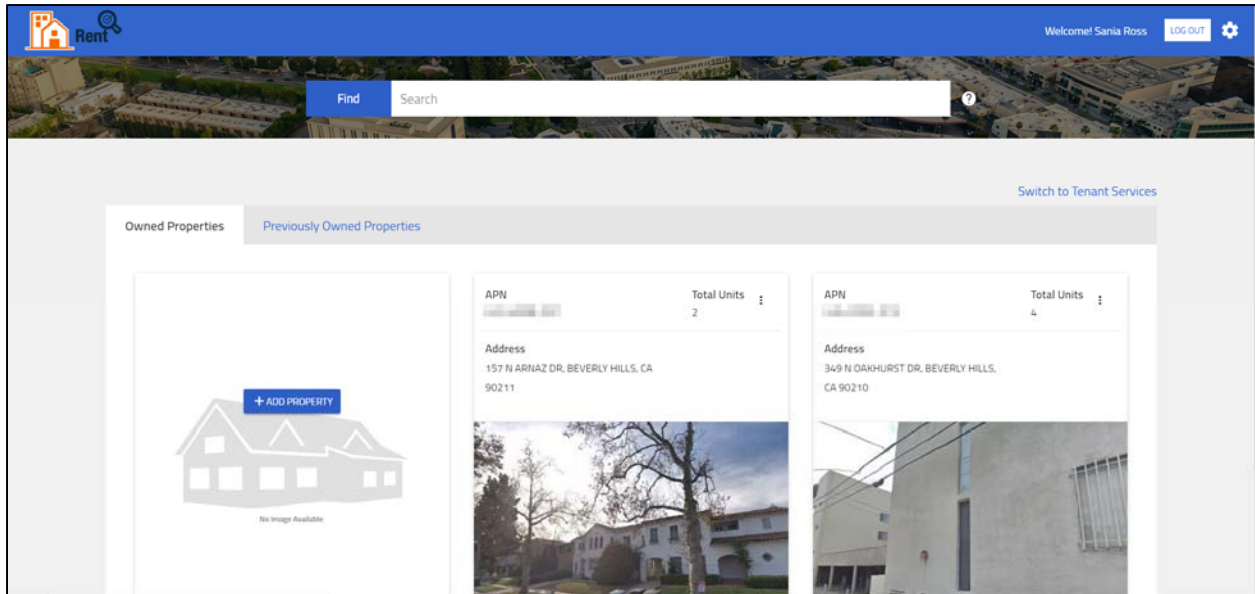 Rent
Welcome! Sania Ross
LOG OUT
Find
Search
?
Switch to Tenant Services
Owned Properties
Previously Owned Properties
+ ADD PROPERTY
No Image Available
APN
Total Units
2
Address
157 N ARNAZ DR, BEVERLY HILLS, CA
90211
APN
Total Units
4
Address
349 N OAKHURST DR, BEVERLY HILLS,
CA 90210